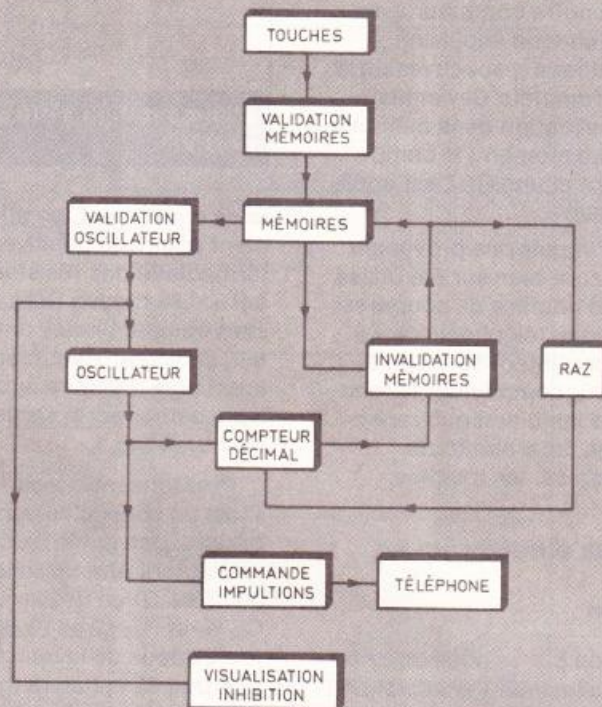 TOUCHES
VALIDATION
MÉMOIRES
VALIDATION
OSCILLATEUR
MÉMOIRES
OSCILLATEUR
INVALIDATION
MÉMOIRES
RAZ
COMPTEUR
DÉCIMAL
COMMANDE
IMPULTIONS
TÉLÉPHONE
VISUALISATION
INHIBITION